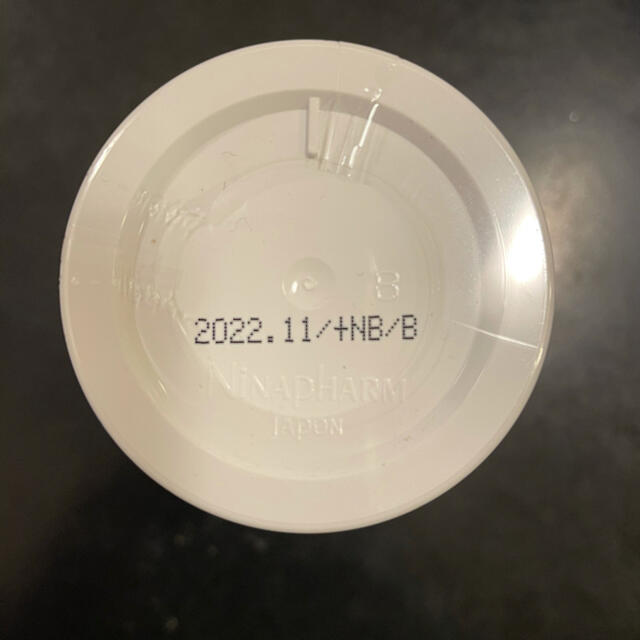 B
2022.11/+NB/B
NINAPHARM
JAPON